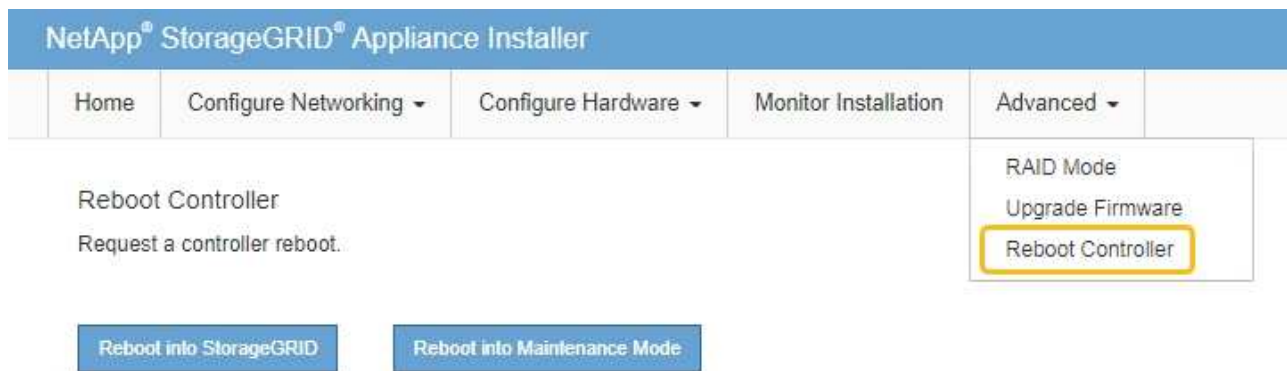 NetApp® StorageGRID® Appliance Installer
Home Configure Networking Configure Hardware Monitor Installation Advanced
RAID Mode
Upgrade Firmware
Reboot Controller
Reboot Controller
Request a controller reboot.
Reboot into StorageGRID Reboot into Maintenance Mode